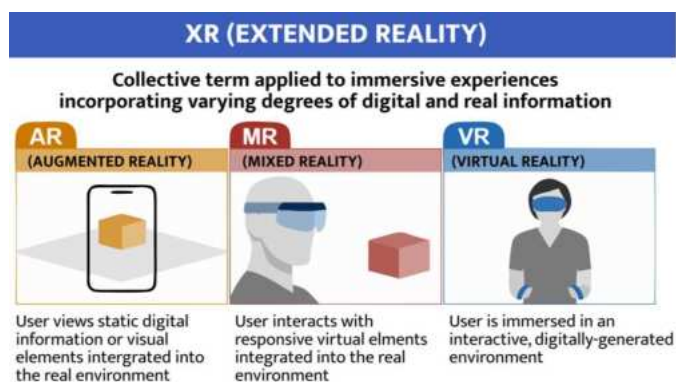 XR (EXTENDED REALITY)
Collective term applied to immersive experiences
incorporating varying degrees of digital and real information
AR
(AUGMENTED REALITY)
User views static digital
information or visual
elements intergrated into
the real environment
MR
(MIXED REALITY)
User interacts with
responsive virtual elments
integrated into the real
environment
VR
(VIRTUAL REALITY)
User is immersed in an
interactive, digitally-generated
environment